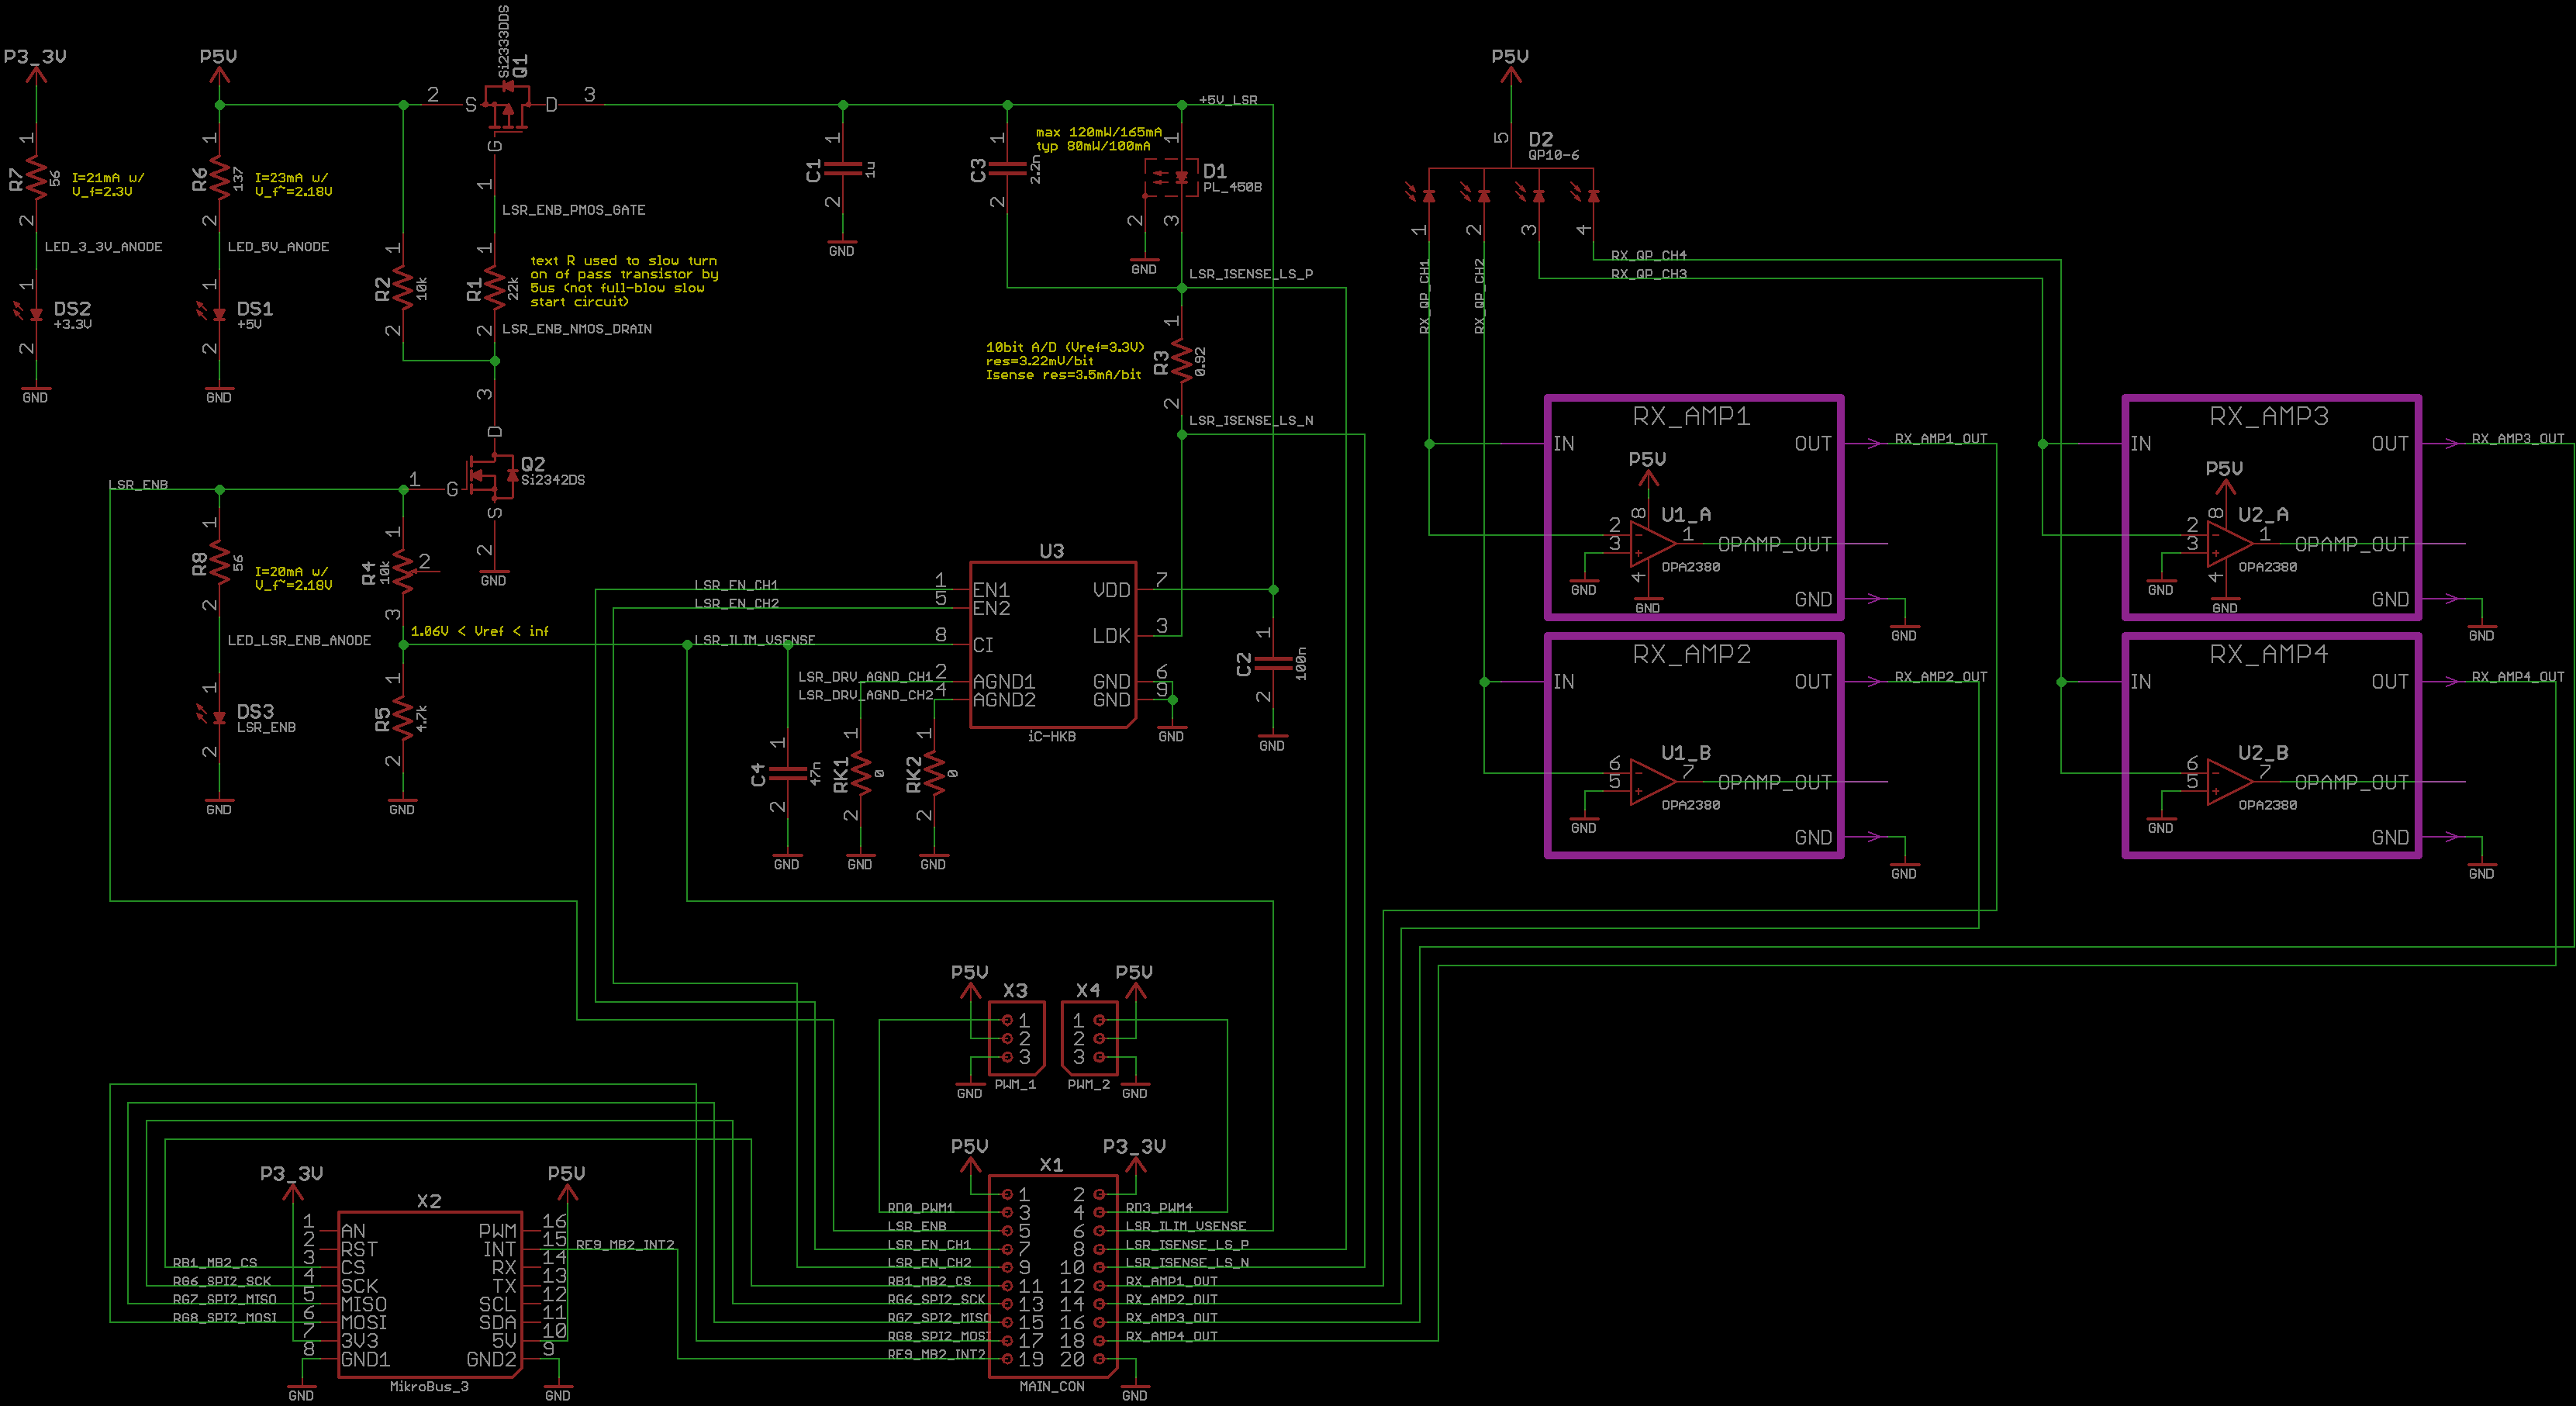 P3_3V
1
R7
56
2
I=21mA w/
V_f=2.3V
LED_3_3V_ANODE
1
DS2
+3.3V
2
GND
P5V
1
R6
137
2
I=23mA w/
V_f~=2.18V
LED_5V_ANODE
1
DS1
+5V
2
GND
2
S
Si2333DDS
Q1
D
3
G
1
LSR_ENB_PMOS_GATE
1
R2
10k
2
1
R1
22k
2
text R used to slow turn
on of pass transistor by
5us (not full-blow slow
start circuit)
LSR_ENB_NMOS_DRAIN
3
D
1
G
Q2
Si2342DS
S
2
GND
1
C1
1u
2
GND
1
C3
2.2n
2
max 120mW/165mA
typ 80mW/100mA
+5V_LSR
1
D1
PL_450B
2
3
GND
LSR_ISENSE_LS_P
10bit A/D (Vref=3.3V)
res=3.22mV/bit
Isense res=3.5mA/bit
1
R3
0.92
2
LSR_ISENSE_LS_N
LSR_ENB
1
R8
56
2
I=20mA w/
V_f~=2.18V
LED_LSR_ENB_ANODE
1
DS3
LSR_ENB
2
GND
1
R4
10k
2
3
1.06V < Vref < inf
1
R5
4.7k
2
GND
U3
LSR_EN_CH1
1
EN1
LSR_EN_CH2
5
EN2
LSR_ILIM_VSENSE
8
CI
LSR_DRV_AGND_CH1
2
AGND1
LSR_DRV_AGND_CH2
4
AGND2
VDD
7
LDK
3
GND
6
GND
9
iC-HKB
GND
1
C2
100n
2
GND
1
C4
47n
2
GND
1
RK1
0
2
GND
1
RK2
0
2
GND
P5V
5
D2
QP10-6
1
2
3
4
RX_QP_CH1
RX_QP_CH2
RX_QP_CH4
RX_QP_CH3
RX_AMP1
IN
OUT
RX_AMP1_OUT
P5V
8
U1_A
2
3
1
OPAMP_OUT
OPA2380
4
GND
GND
GND
GND
RX_AMP2
IN
OUT
RX_AMP2_OUT
U1_B
6
5
7
OPAMP_OUT
OPA2380
GND
GND
GND
RX_AMP3
IN
OUT
RX_AMP3_OUT
P5V
8
U2_A
2
3
1
OPAMP_OUT
OPA2380
4
GND
GND
GND
GND
RX_AMP4
IN
OUT
RX_AMP4_OUT
U2_B
6
5
7
OPAMP_OUT
OPA2380
GND
GND
GND
P5V
X3
1
2
3
GND
PWM_1
P5V
X4
1
2
3
PWM_2
GND
P3_3V
P5V
X2
1
AN
2
RST
RB1_MB2_CS
3
CS
RG6_SPI2_SCK
4
SCK
RG7_SPI2_MISO
5
MISO
RG8_SPI2_MOSI
6
MOSI
7
3V3
8
GND1
PWM
16
INT
15
RE9_MB2_INT2
RX
14
TX
13
SCL
12
SDA
11
5V
10
GND2
9
GND
MikroBus_3
GND
P5V
X1
P3_3V
1
2
RD0_PWM1
3
4
RD3_PWM4
LSR_ENB
5
6
LSR_ILIM_VSENSE
LSR_EN_CH1
7
8
LSR_ISENSE_LS_P
LSR_EN_CH2
9
10
LSR_ISENSE_LS_N
RB1_MB2_CS
11
12
RX_AMP1_OUT
RG6_SPI2_SCK
13
14
RX_AMP2_OUT
RG7_SPI2_MISO
15
16
RX_AMP3_OUT
RG8_SPI2_MOSI
17
18
RX_AMP4_OUT
RE9_MB2_INT2
19
20
MAIN_CON
GND